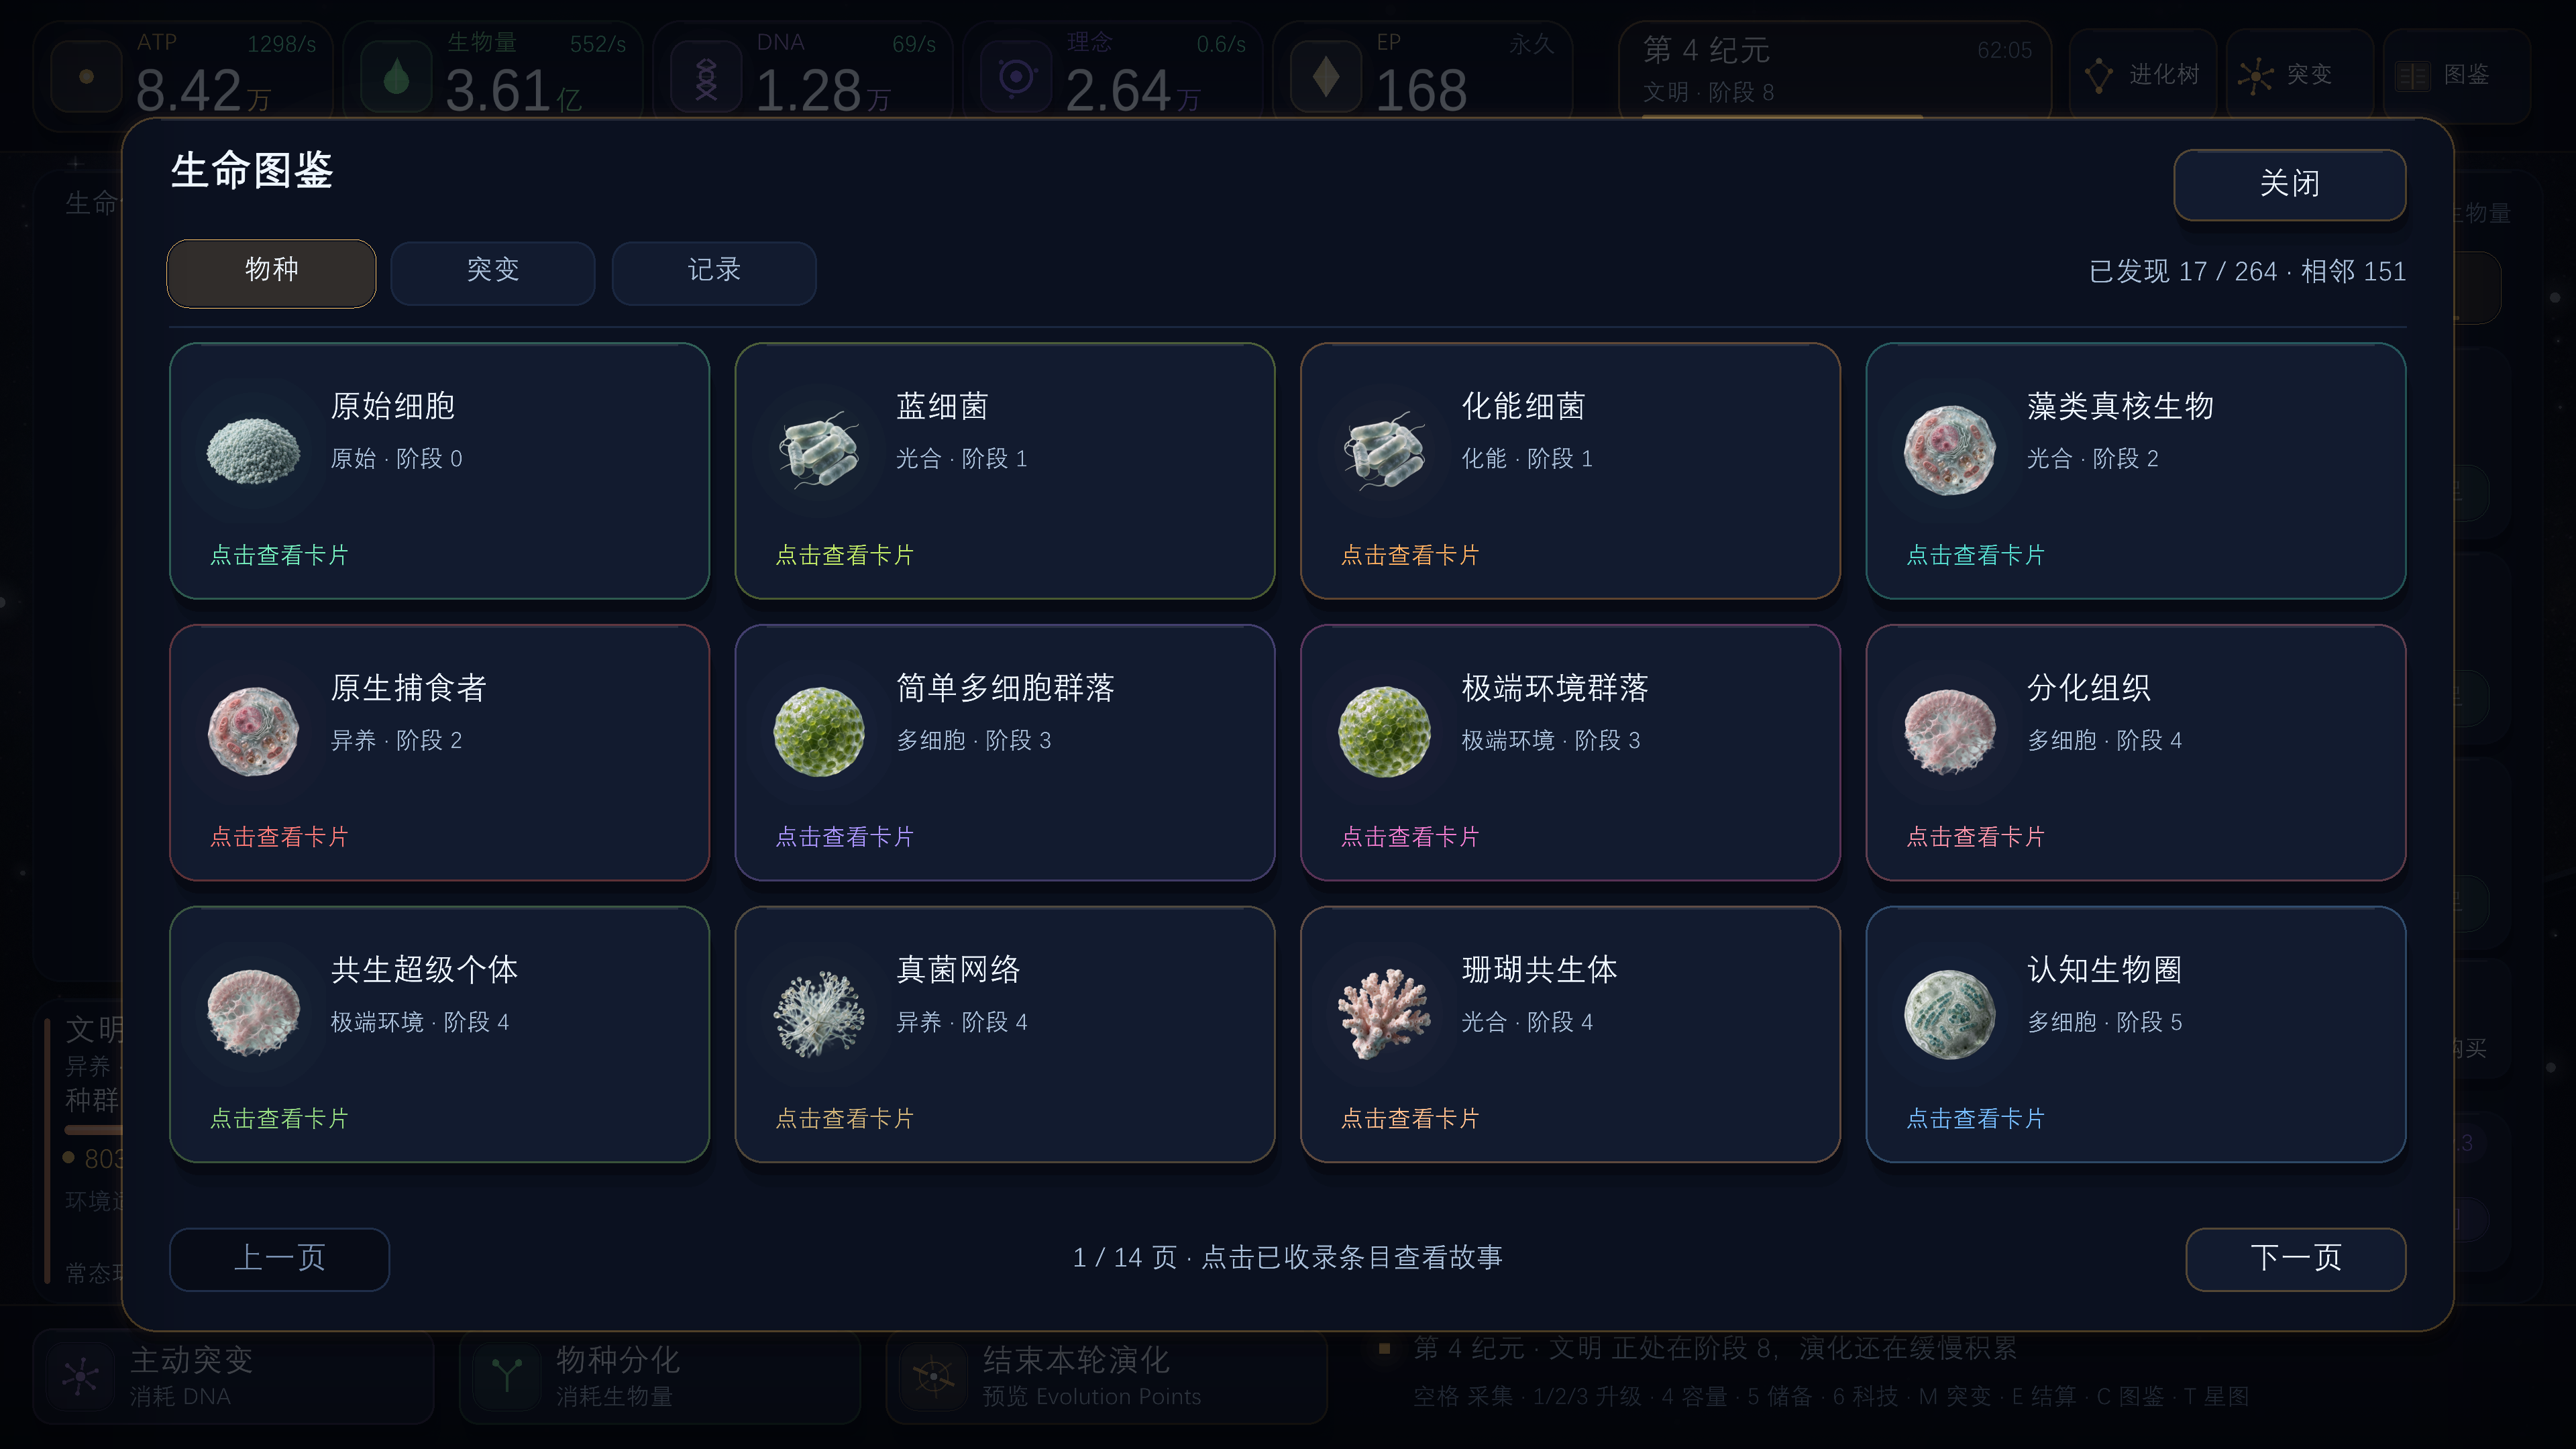 ATP 1298/s
8.42万
生物量 552/s
3.61亿
DNA 69/s
1.28万
理念 0.6/s
2.64万
EP 永久
168
第 4 纪元 62:05
文明 · 阶段 8
进化树
突变
图鉴
生命图鉴
关闭
物种 突变 记录
已发现 17 / 264 · 相邻 151
原始细胞
原始 · 阶段 0
点击查看卡片
蓝细菌
光合 · 阶段 1
点击查看卡片
化能细菌
化能 · 阶段 1
点击查看卡片
藻类真核生物
光合 · 阶段 2
点击查看卡片
原生捕食者
异养 · 阶段 2
点击查看卡片
简单多细胞群落
多细胞 · 阶段 3
点击查看卡片
极端环境群落
极端环境 · 阶段 3
点击查看卡片
分化组织
多细胞 · 阶段 4
点击查看卡片
共生超级个体
极端环境 · 阶段 4
点击查看卡片
真菌网络
异养 · 阶段 4
点击查看卡片
珊瑚共生体
光合 · 阶段 4
点击查看卡片
认知生物圈
多细胞 · 阶段 5
点击查看卡片
上一页
1 / 14 页 · 点击已收录条目查看故事
下一页
生命
物量
文明
异养
种群
803
环境
常态
买
主动突变
消耗 DNA
物种分化
消耗生物量
结束本轮演化
预览 Evolution Points
第 4 纪元 · 文明 正处在阶段 8，演化还在缓慢积累
空格 采集 · 1/2/3 升级 · 4 容量 · 5 储备 · 6 科技 · M 突变 · E 结算 · C 图鉴 · T 星图